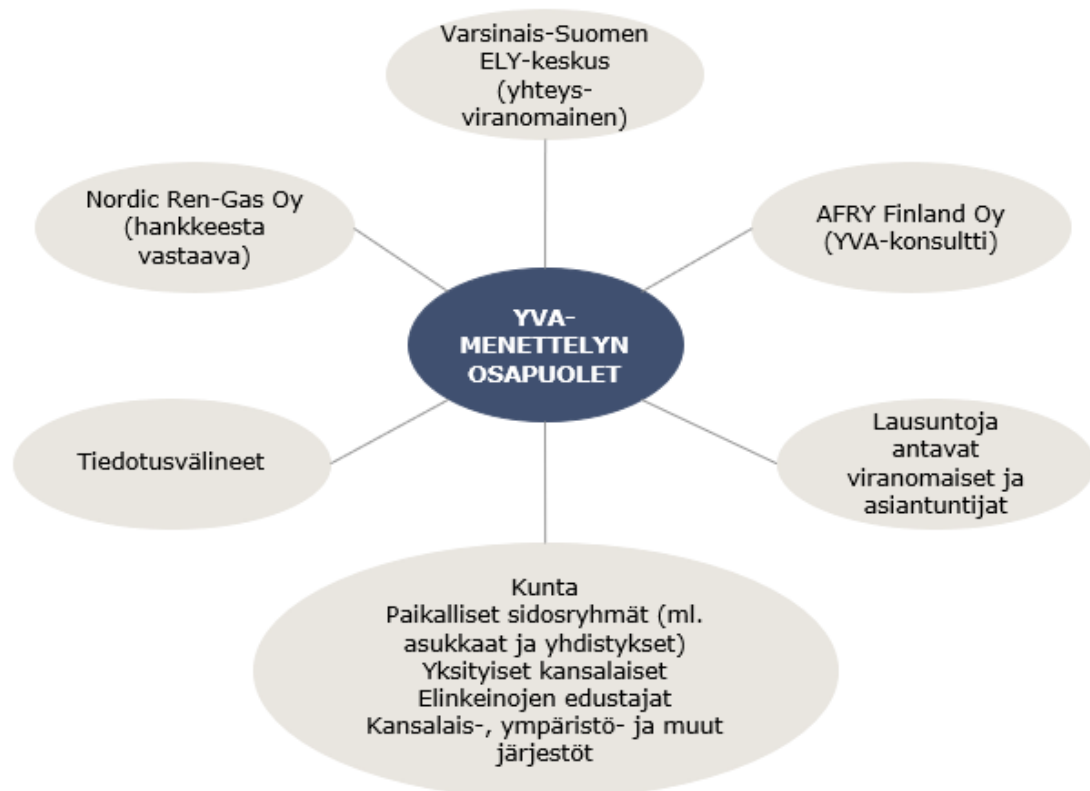 Varsinais-Suomen
ELY-keskus
(yhteys-
viranomainen)
Nordic Ren-Gas Oy
(hankkeesta
vastaava)
AFRY Finland Oy
(YVA-konsultti)
YVA-
MENETTELYN
OSAPUOLET
Tiedotusvälineet
Lausuntoja
antavat
viranomaiset ja
asiantuntijat
Kunta
Paikalliset sidosryhmät (ml.
asukkaat ja yhdistykset)
Yksityiset kansalaiset
Elinkeinojen edustajat
Kansalais-, ympäristö- ja muut
järjestöt